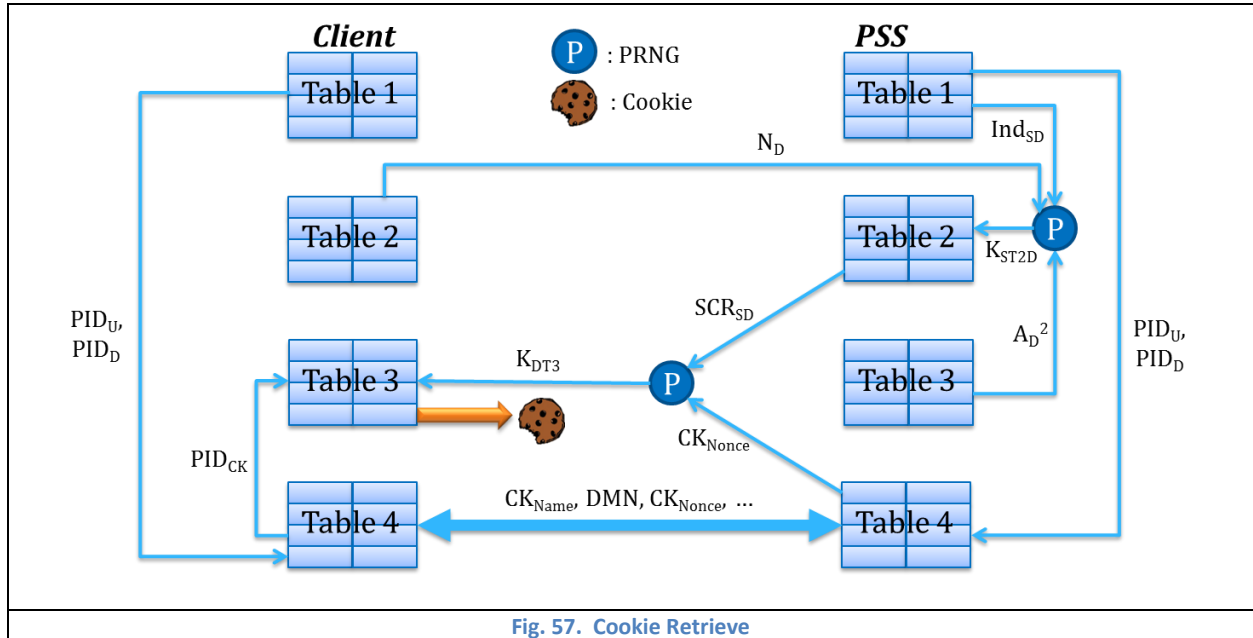 Client
PSS
P : PRNG
: Cookie
Table 1
Table 1
Ind_SD
N_D
Table 2
Table 2
P
K_ST2D
SCR_SD
PID_U,
PID_D
A_D²
PID_U,
PID_D
K_DT3
Table 3
P
Table 3
CK_Nonce
PID_CK
CK_Name, DMN, CK_Nonce, ...
Table 4
Table 4
Fig. 57. Cookie Retrieve